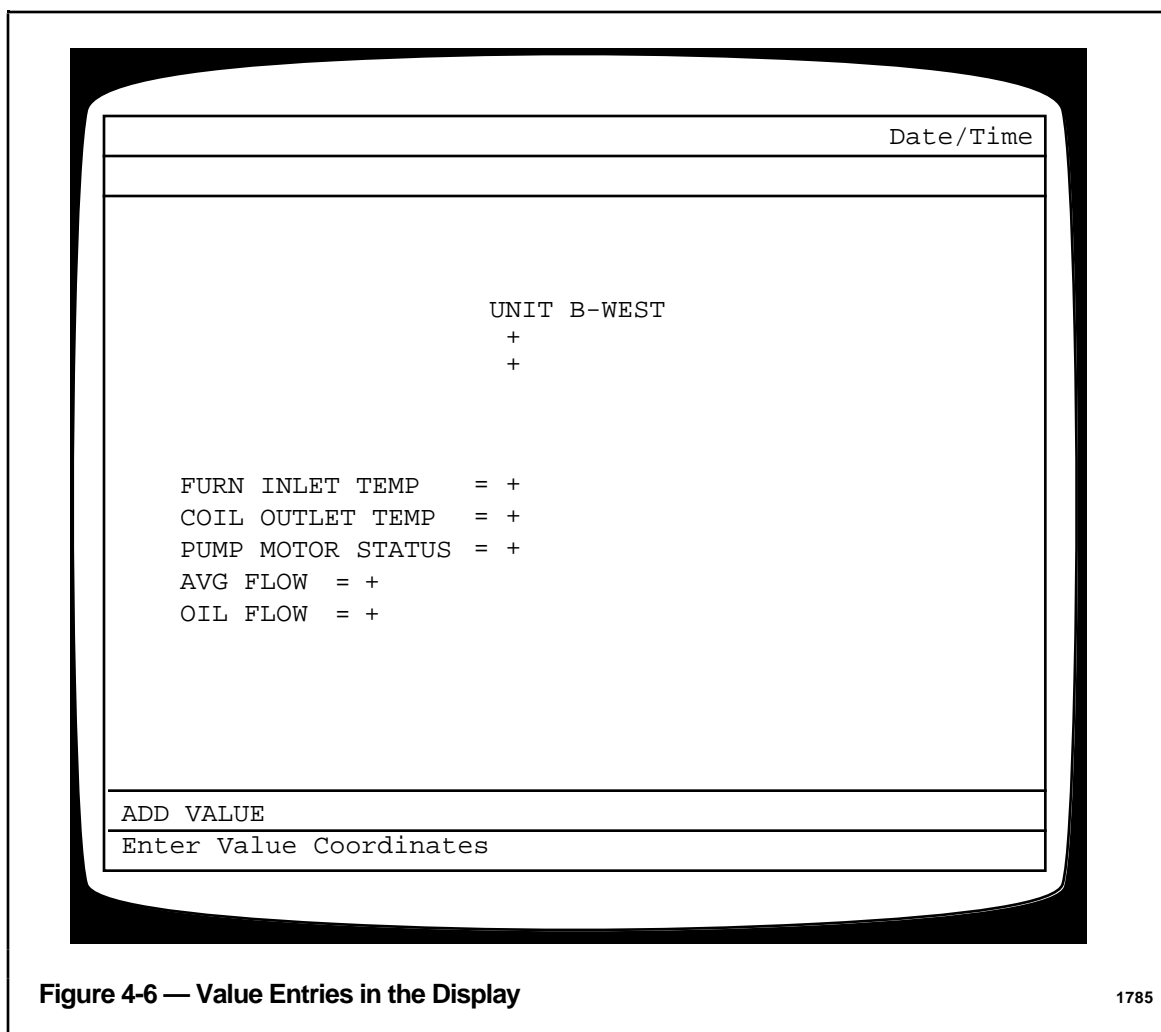 Date/Time
UNIT B-WEST
+
+
FURN INLET TEMP = +
COIL OUTLET TEMP = +
PUMP MOTOR STATUS = +
AVG FLOW = +
OIL FLOW = +
ADD VALUE
Enter Value Coordinates
Figure 4-6 — Value Entries in the Display 1785